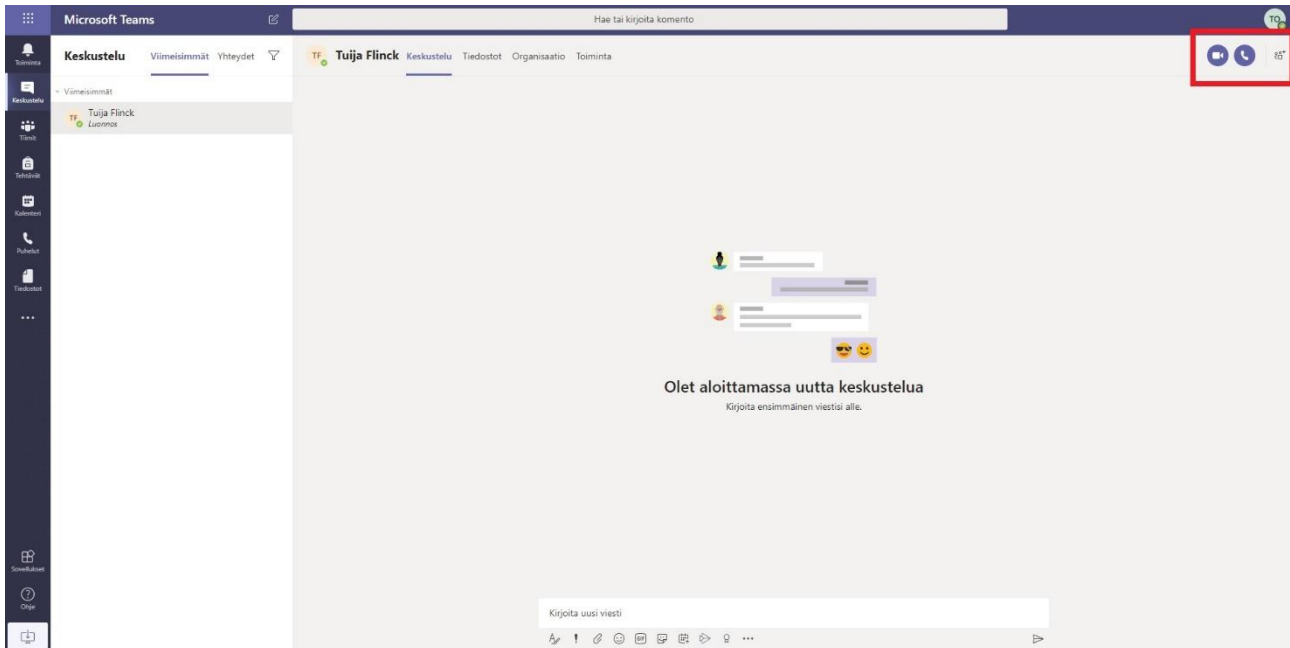 Microsoft Teams
Hae tai kirjoita komento
TO
Toiminta
Keskustelu
Tiimit
Tehtävät
Kalenteri
Puhelut
Tiedostot
Sovellukset
Ohje
Keskustelu Viimeisimmät Yhteydet
Viimeisimmät
TF Tuija Flinck
Luonnos
TF Tuija Flinck Keskustelu Tiedostot Organisaatio Toiminta
Olet aloittamassa uutta keskustelua
Kirjoita ensimmäinen viestisi alle.
Kirjoita uusi viesti
GIF